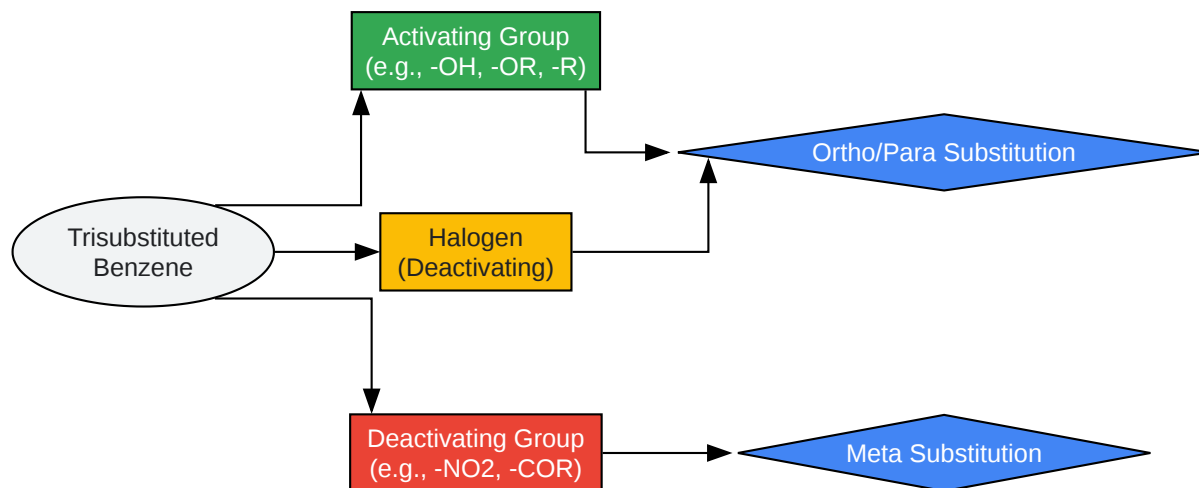 Activating Group
(e.g., -OH, -OR, -R)
Ortho/Para Substitution
Trisubstituted
Benzene
Halogen
(Deactivating)
Deactivating Group
(e.g., -NO2, -COR)
Meta Substitution